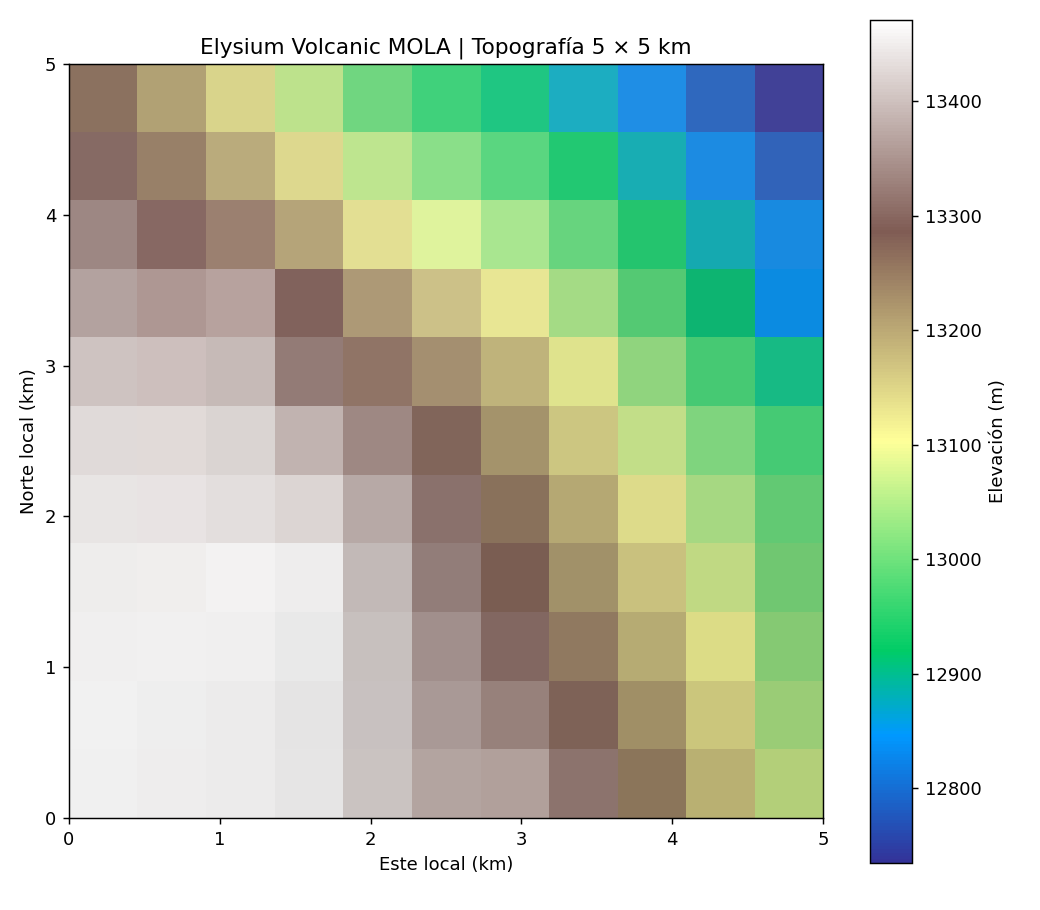 Elysium Volcanic MOLA | Topografía 5 × 5 km
5
4
3
2
1
0
Norte local (km)
0 1 2 3 4 5
Este local (km)
13400
13300
13200
13100
13000
12900
12800
Elevación (m)